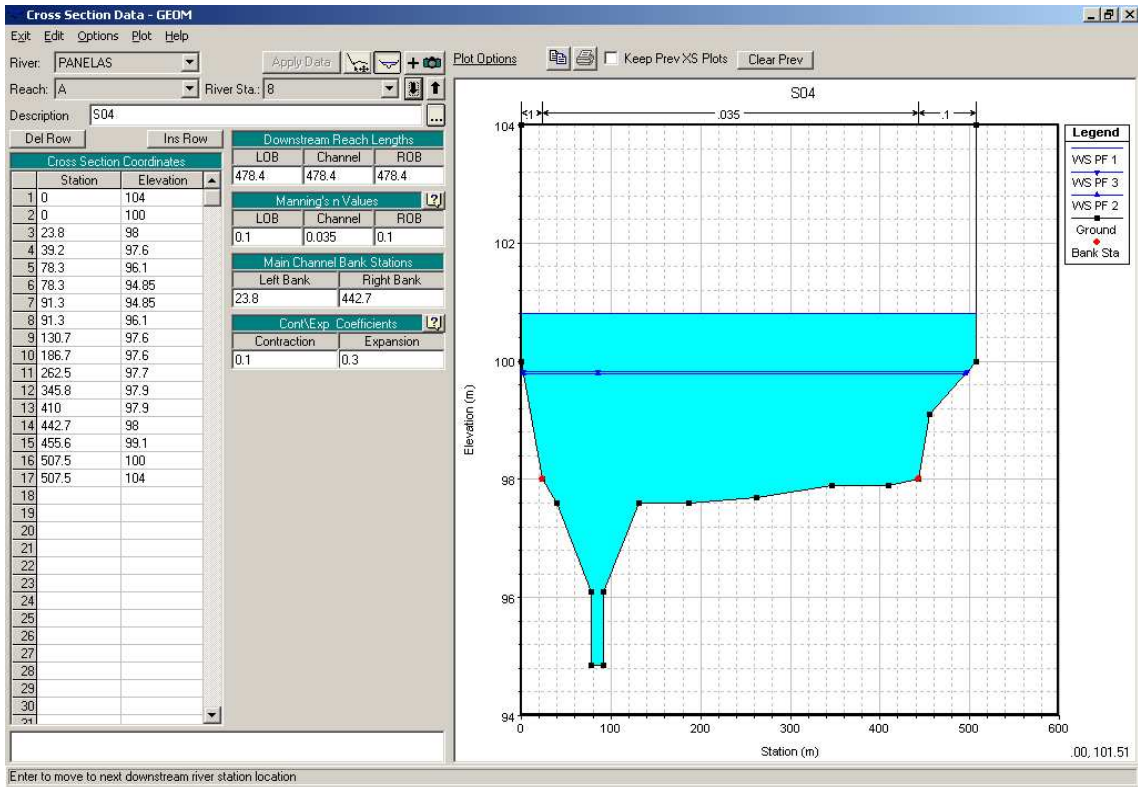 Cross Section Data - GEOM
Exit Edit Options Plot Help
River: PANELAS Apply Data
Reach: A River Sta.: 8
Description S04 ...
Del Row Ins Row
Cross Section Coordinates
Station Elevation
1 0 104
2 0 100
3 23.8 98
4 39.2 97.6
5 78.3 96.1
6 78.3 94.85
7 91.3 94.85
8 91.3 96.1
9 130.7 97.6
10 186.7 97.6
11 262.5 97.7
12 345.8 97.9
13 410 97.9
14 442.7 98
15 455.6 99.1
16 507.5 100
17 507.5 104
18
19
20
21
22
23
24
25
26
27
28
29
30
31
Downstream Reach Lengths
LOB Channel ROB
478.4 478.4 478.4
Manning's n Values
LOB Channel ROB
0.1 0.035 0.1
Main Channel Bank Stations
Left Bank Right Bank
23.8 442.7
Cont\Exp Coefficients
Contraction Expansion
0.1 0.3
Plot Options Keep Prev XS Plots Clear Prev
S04
.035
.1
104
102
100
98
96
94
Elevation (m)
0 100 200 300 400 500 600
Station (m)
Legend
WS PF 1
WS PF 3
WS PF 2
Ground
Bank Sta
.00, 101.51
Enter to move to next downstream river station location